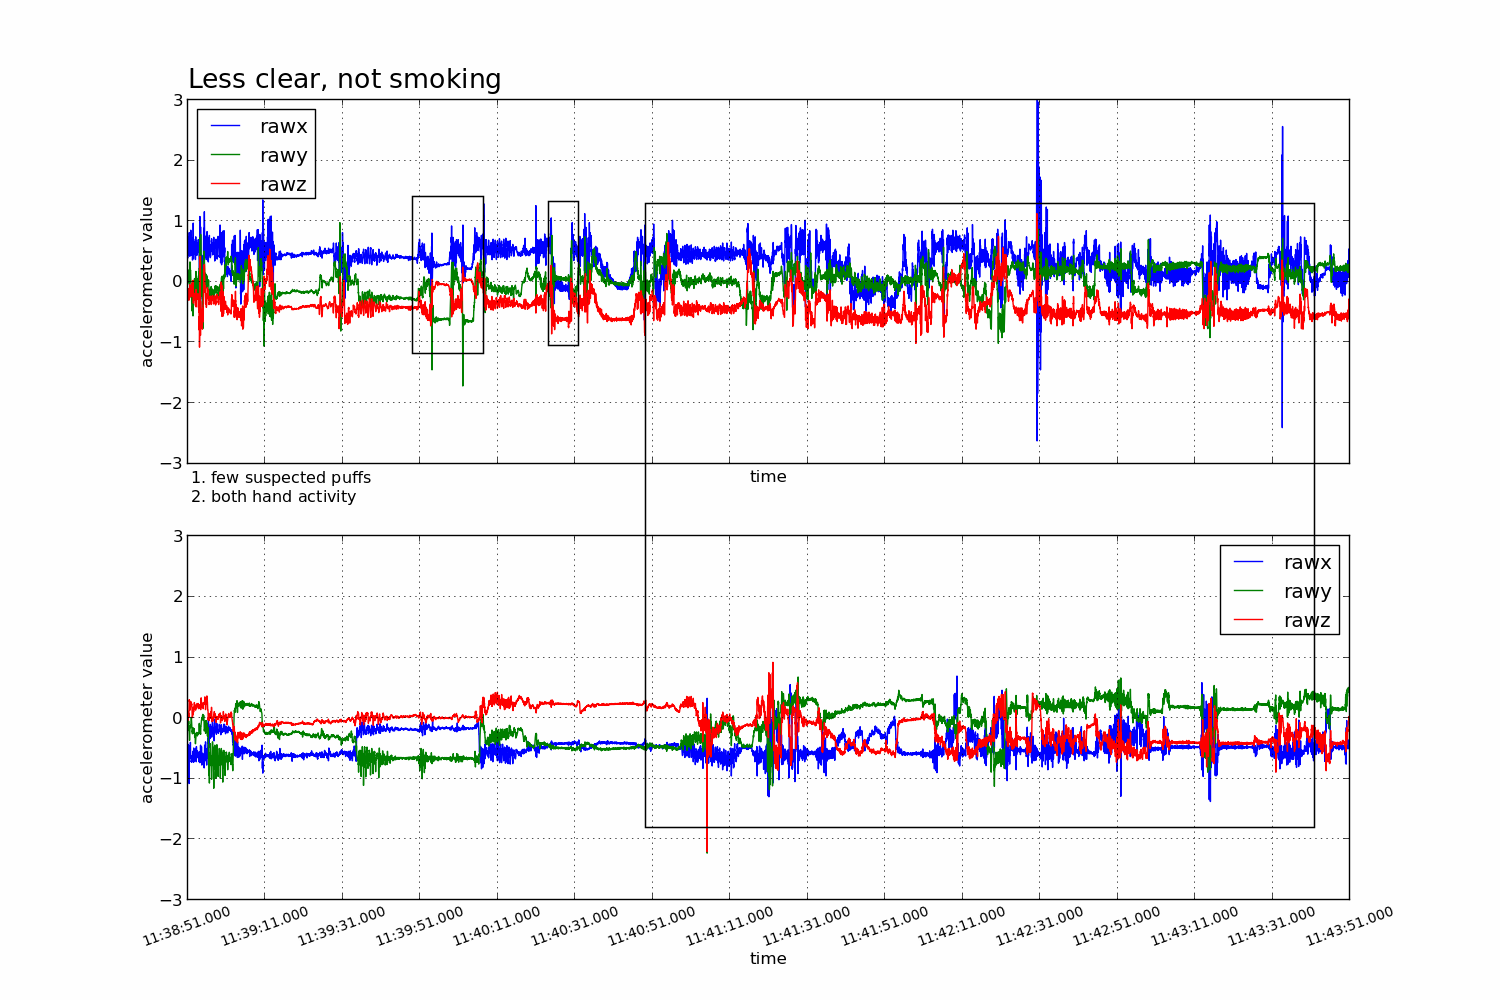 Less clear, not smoking
3
2
1
0
−1
−2
−3
accelerometer value
rawx
rawy
rawz
time
1. few suspected puffs
2. both hand activity
3
2
1
0
−1
−2
−3
accelerometer value
rawx
rawy
rawz
11:38:51.000 11:39:11.000 11:39:31.000 11:39:51.000 11:40:11.000 11:40:31.000 11:40:51.000 11:41:11.000 11:41:31.000 11:41:51.000 11:42:11.000 11:42:31.000 11:42:51.000 11:43:11.000 11:43:31.000 11:43:51.000
time